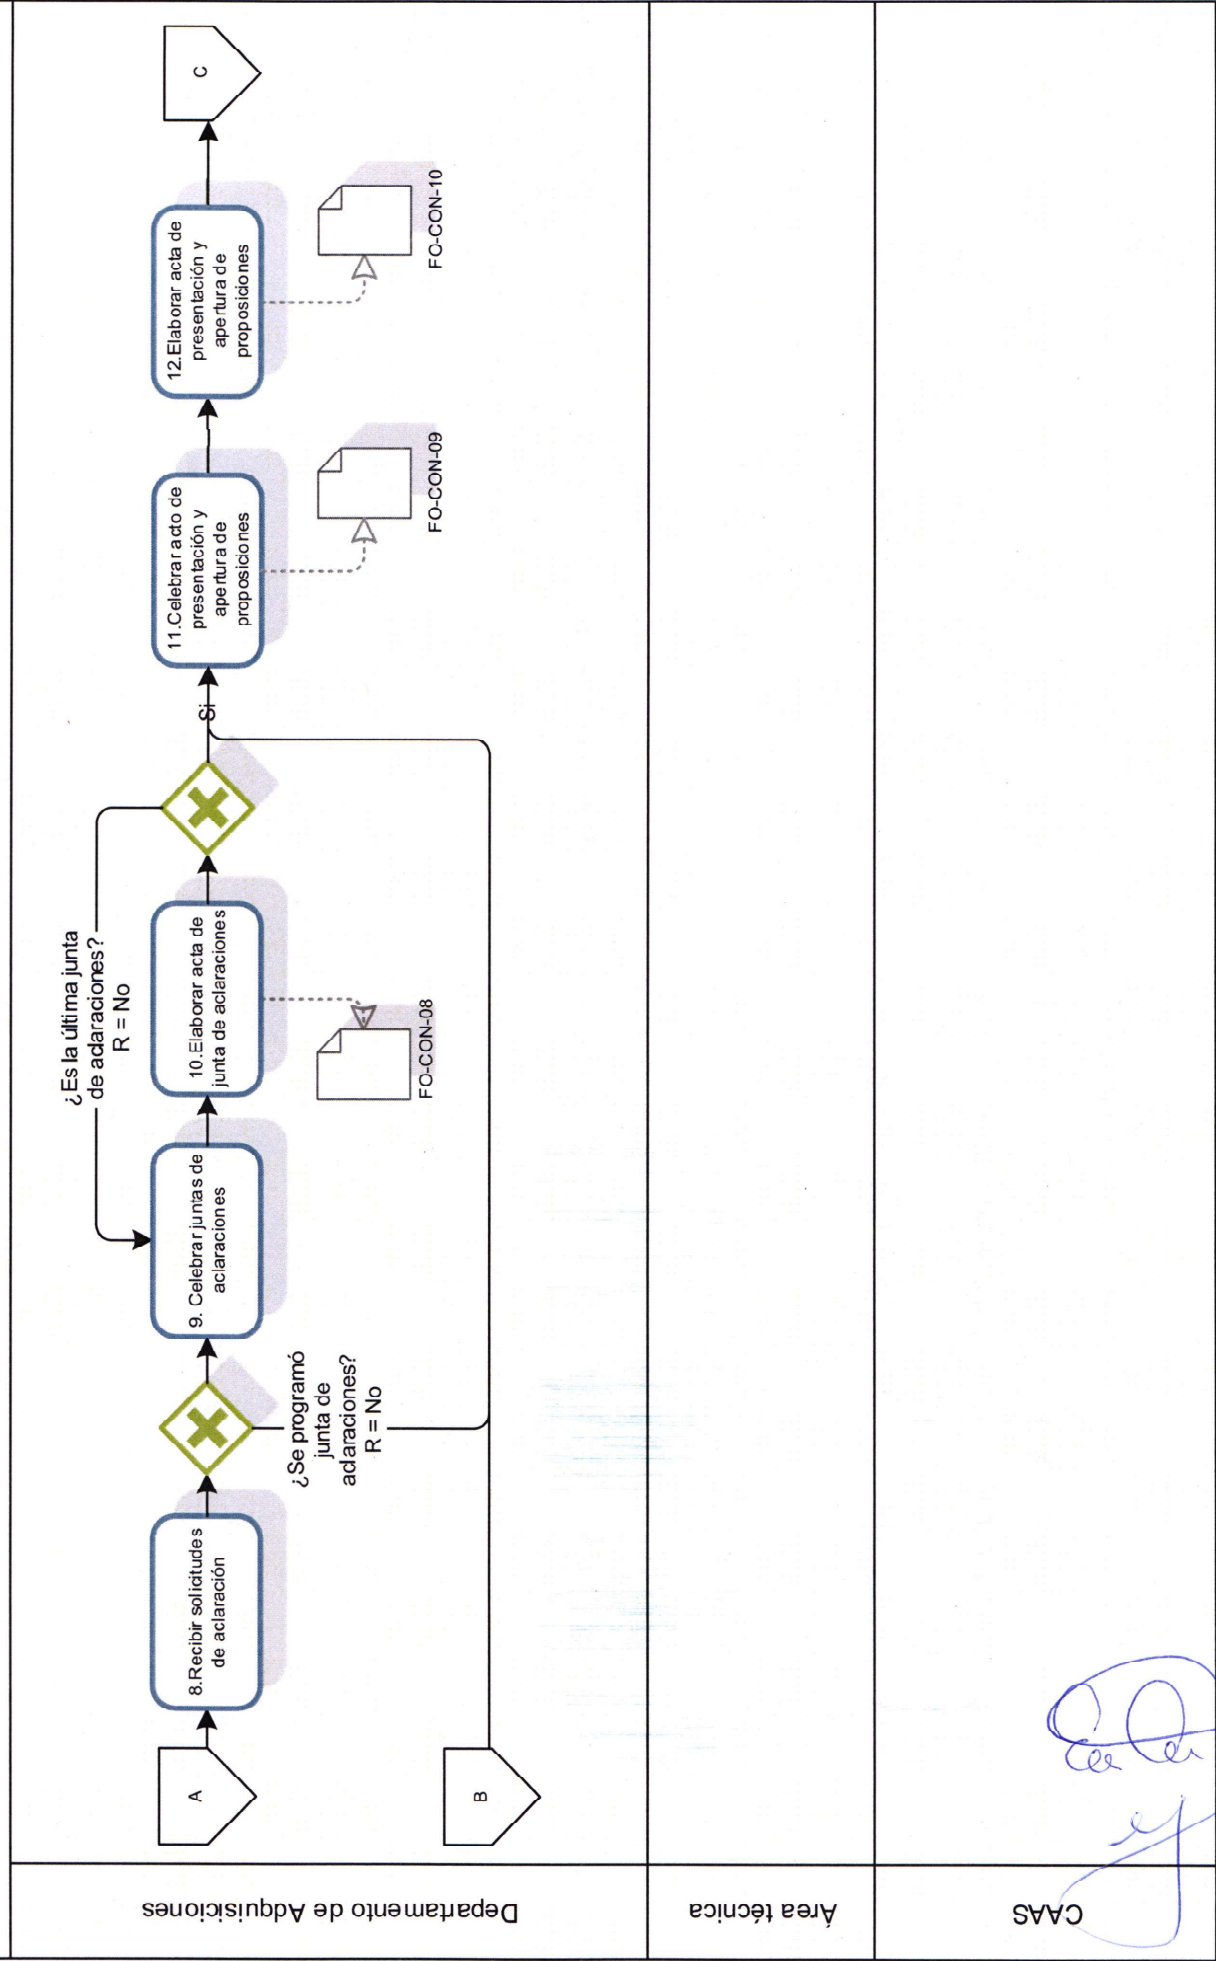 Departamento de Adquisiciones
A
8.Recibir solicitudes
de aclaración
¿Se programó
junta de
aclaraciones?
R = No
9. Celebrar juntas de
aclaraciones
¿Es la última junta
de aclaraciones?
R = No
10.Elaborar acta de
junta de aclaraciones
FO-CON-08
Si
11.Celebrar acto de
presentación y
apertura de
proposiciones
FO-CON-09
12.Elaborar acta de
presentación y
apertura de
proposiciones
FO-CON-10
C
B
Área técnica
CAAS